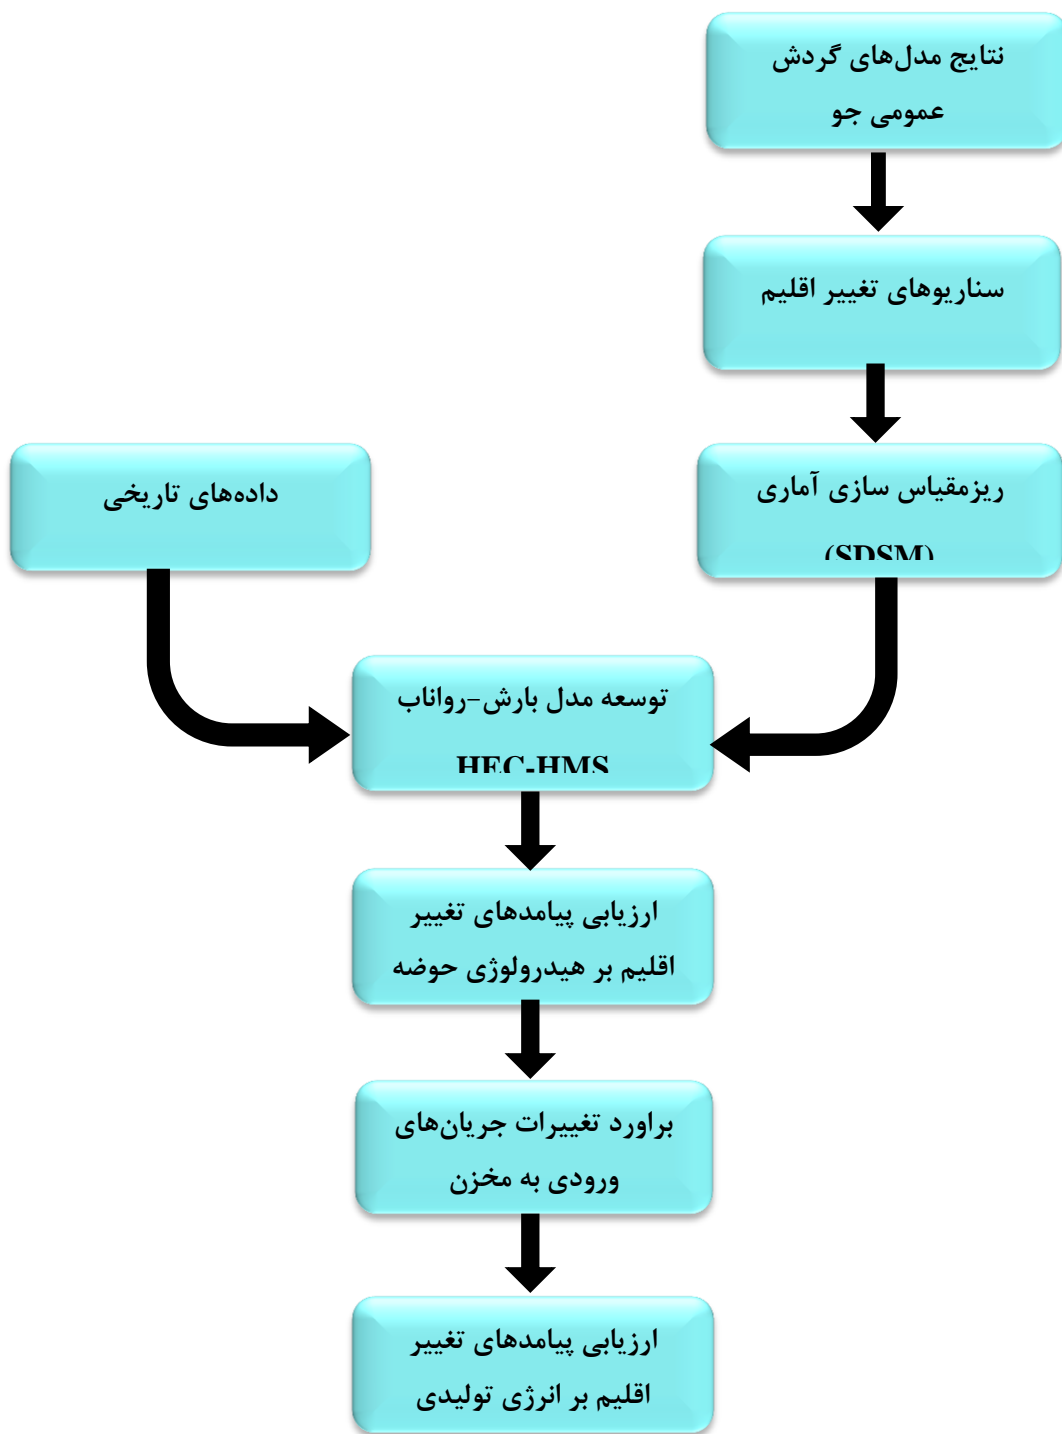 نتایج مدل‌های گردش
عمومی جو
سناریوهای تغییر اقلیم
ریزمقیاس سازی آماری
(SDSM)
داده‌های تاریخی
توسعه مدل بارش-رواناب
HEC-HMS
ارزیابی پیامدهای تغییر
اقلیم بر هیدرولوژی حوضه
براورد تغییرات جریان‌های
ورودی به مخزن
ارزیابی پیامدهای تغییر
اقلیم بر انرژی تولیدی